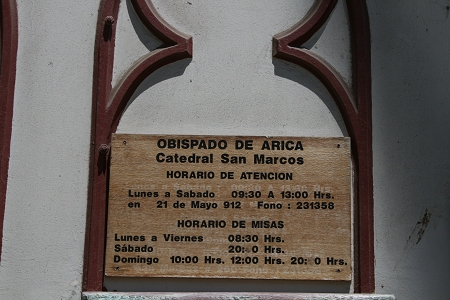 OBISPADO DE ARICA
Catedral San Marcos
HORARIO DE ATENCION
Lunes a Sabado 09:30 A 13:00 Hrs.
en 21 de Mayo 912 Fono : 231358
HORARIO DE MISAS
Lunes a Viernes 08:30 Hrs.
Sábado 20: 0 Hrs.
Domingo 10:00 Hrs. 12:00 Hrs. 20: 0 Hrs.